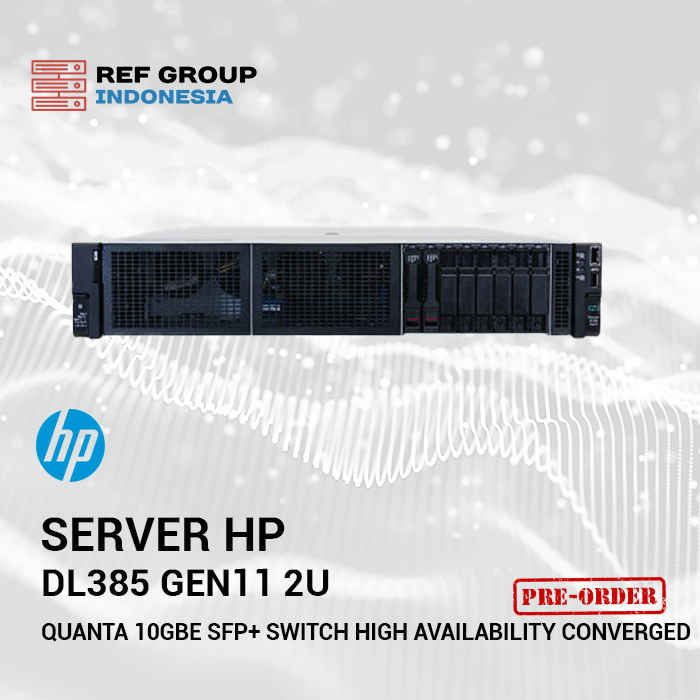 REF GROUP
INDONESIA
hp
SERVER HP
DL385 GEN11 2U
PRE-ORDER
QUANTA 10GBE SFP+ SWITCH HIGH AVAILABILITY CONVERGED